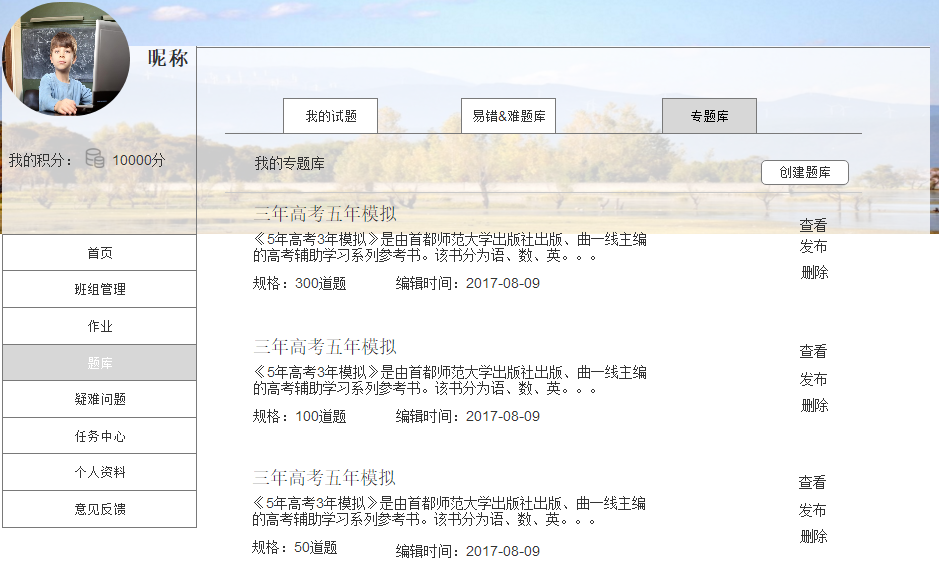 昵称
我的积分： 10000分
首页
班组管理
作业
题库
疑难问题
任务中心
个人资料
意见反馈
我的试题
易错&难题库
专题库
我的专题库
创建题库
三年高考五年模拟
《5年高考3年模拟》是由首都师范大学出版社出版、曲一线主编
的高考辅助学习系列参考书。该书分为语、数、英。。。
规格：300道题 编辑时间：2017-08-09
查看
发布
删除
三年高考五年模拟
《5年高考3年模拟》是由首都师范大学出版社出版、曲一线主编
的高考辅助学习系列参考书。该书分为语、数、英。。。
规格：100道题 编辑时间：2017-08-09
查看
发布
删除
三年高考五年模拟
《5年高考3年模拟》是由首都师范大学出版社出版、曲一线主编
的高考辅助学习系列参考书。该书分为语、数、英。。。
规格：50道题 编辑时间：2017-08-09
查看
发布
删除